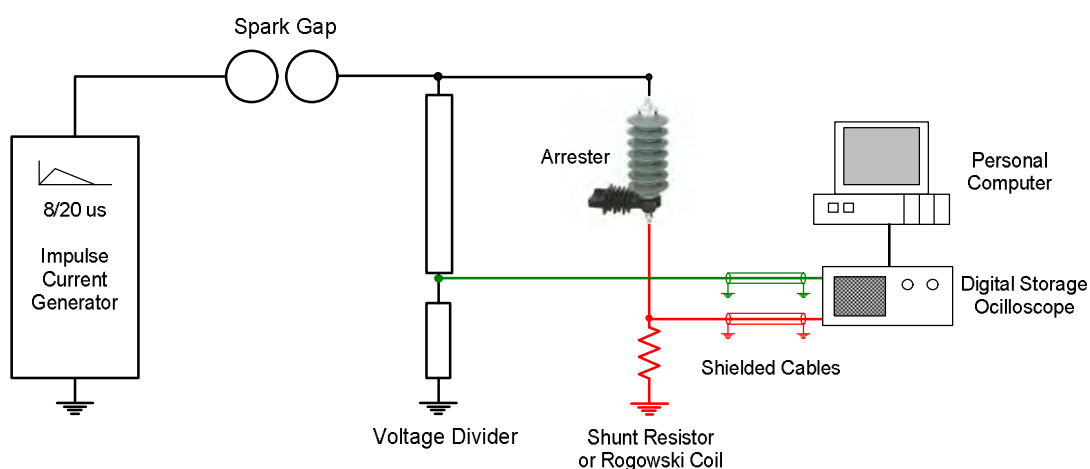 Spark Gap
8/20 us
Impulse
Current
Generator
Arrester
Personal
Computer
Digital Storage
Ocilloscope
Shielded Cables
Voltage Divider
Shunt Resistor
or Rogowski Coil